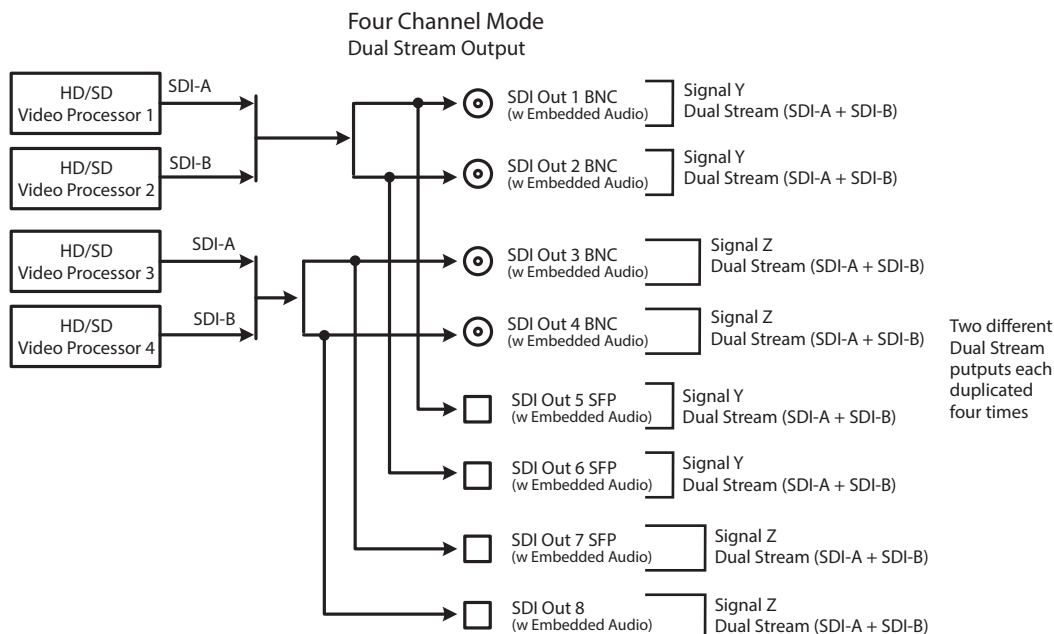 Four Channel Mode
Dual Stream Output
HD/SD
Video Processor 1
SDI-A
SDI Out 1 BNC
(w Embedded Audio)
Signal Y
Dual Stream (SDI-A + SDI-B)
HD/SD
Video Processor 2
SDI-B
SDI Out 2 BNC
(w Embedded Audio)
Signal Y
Dual Stream (SDI-A + SDI-B)
HD/SD
Video Processor 3
SDI-A
SDI Out 3 BNC
(w Embedded Audio)
Signal Z
Dual Stream (SDI-A + SDI-B)
HD/SD
Video Processor 4
SDI-B
SDI Out 4 BNC
(w Embedded Audio)
Signal Z
Dual Stream (SDI-A + SDI-B)
Two different
Dual Stream
putputs each
duplicated
four times
SDI Out 5 SFP
(w Embedded Audio)
Signal Y
Dual Stream (SDI-A + SDI-B)
SDI Out 6 SFP
(w Embedded Audio)
Signal Y
Dual Stream (SDI-A + SDI-B)
SDI Out 7 SFP
(w Embedded Audio)
Signal Z
Dual Stream (SDI-A + SDI-B)
SDI Out 8
(w Embedded Audio)
Signal Z
Dual Stream (SDI-A + SDI-B)